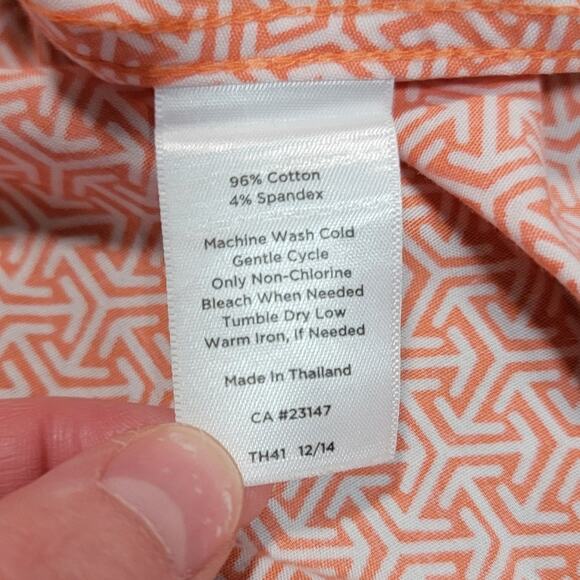 96% Cotton
4% Spandex
Machine Wash Cold
Gentle Cycle
Only Non-Chlorine
Bleach When Needed
Tumble Dry Low
Warm Iron, if Needed
Made In Thailand
CA #23147
TH41 12/14